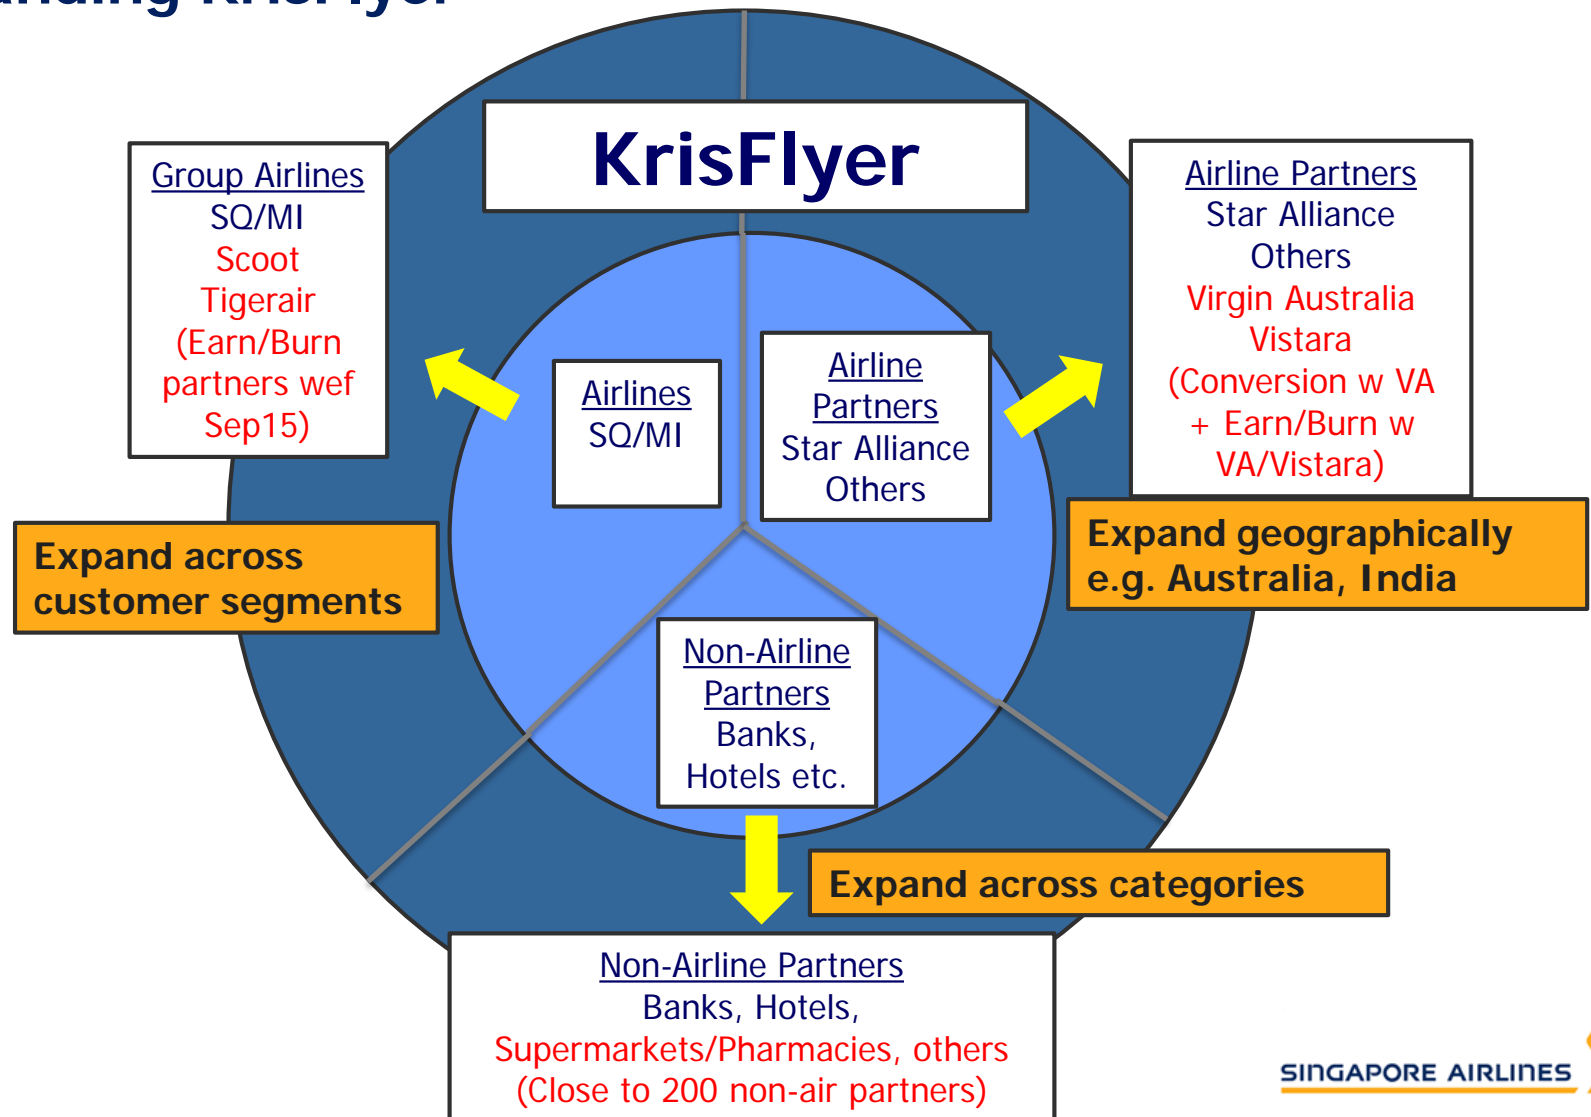 KrisFlyer
Group Airlines
SQ/MI
Scoot
Tigerair
(Earn/Burn
partners wef
Sep15)
Airline Partners
Star Alliance
Others
Virgin Australia
Vistara
(Conversion w VA
+ Earn/Burn w
VA/Vistara)
Airlines
SQ/MI
Airline
Partners
Star Alliance
Others
Expand across
customer segments
Expand geographically
e.g. Australia, India
Non-Airline
Partners
Banks,
Hotels etc.
Expand across categories
Non-Airline Partners
Banks, Hotels,
Supermarkets/Pharmacies, others
(Close to 200 non-air partners)
SINGAPORE AIRLINES